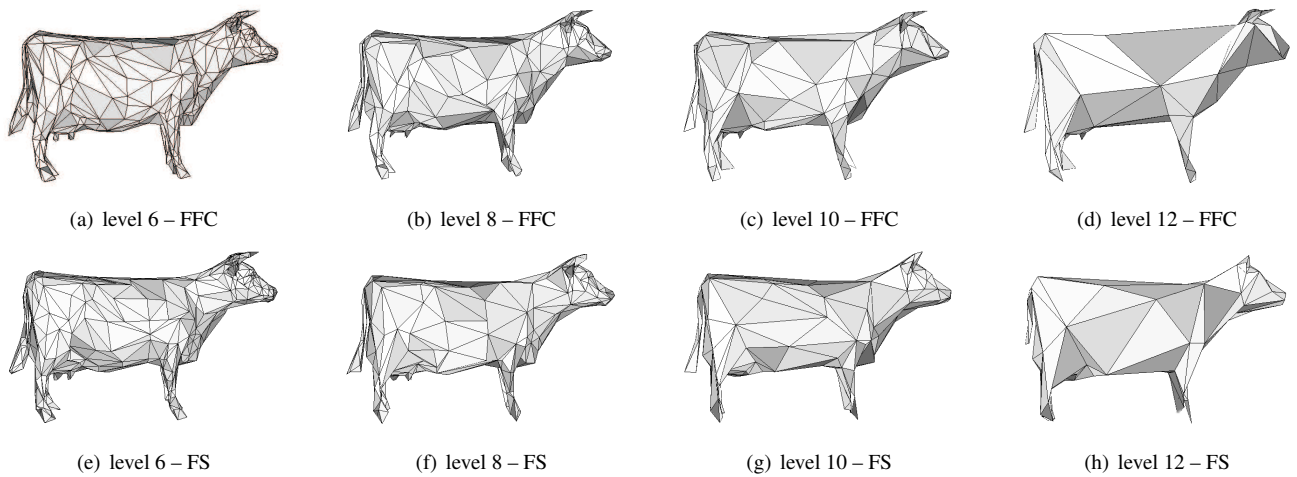 (a) level 6 – FFC
(b) level 8 – FFC
(c) level 10 – FFC
(d) level 12 – FFC
(e) level 6 – FS
(f) level 8 – FS
(g) level 10 – FS
(h) level 12 – FS